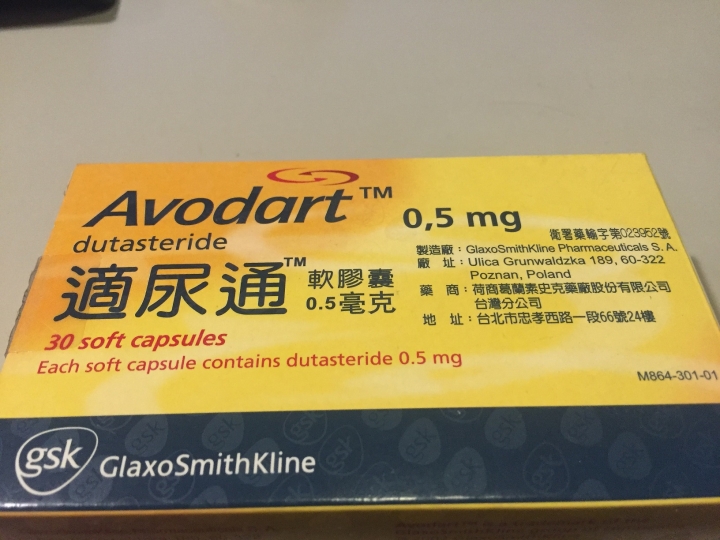 Avodart™ 0,5 mg
dutasteride
衛署藥輸字第023952號
製造廠：GlaxoSmithKline Pharmaceuticals S. A.
廠 址：Ulica Grunwaldzka 189, 60-322
Poznan, Poland
藥 商：荷商葛蘭素史克藥廠股份有限公司
台灣分公司
地 址：台北市忠孝西路一段66號24樓
適尿通™ 軟膠囊
0.5毫克
30 soft capsules
Each soft capsule contains dutasteride 0.5 mg
M864-301-01
gsk GlaxoSmithKline